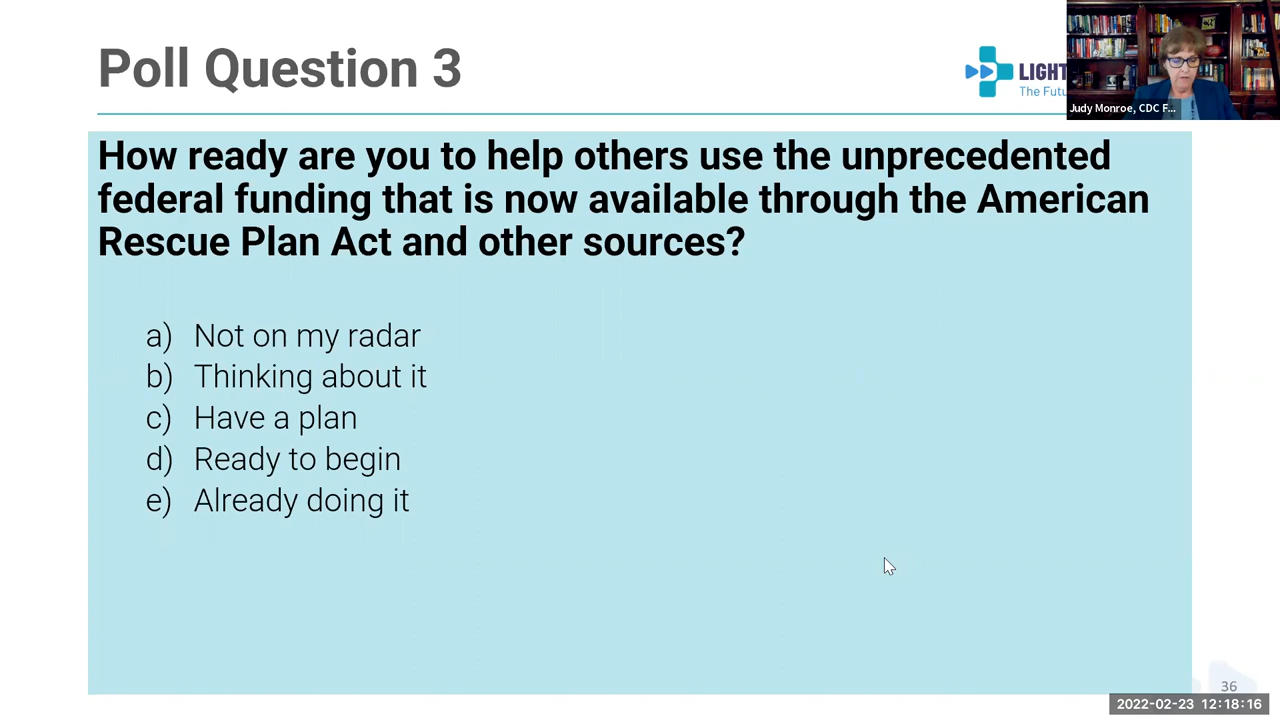 Poll Question 3
LIGHT
The Futu
Judy Monroe, CDC F...
How ready are you to help others use the unprecedented
federal funding that is now available through the American
Rescue Plan Act and other sources?
a) Not on my radar
b) Thinking about it
c) Have a plan
d) Ready to begin
e) Already doing it
36
2022-02-23 12:18:16